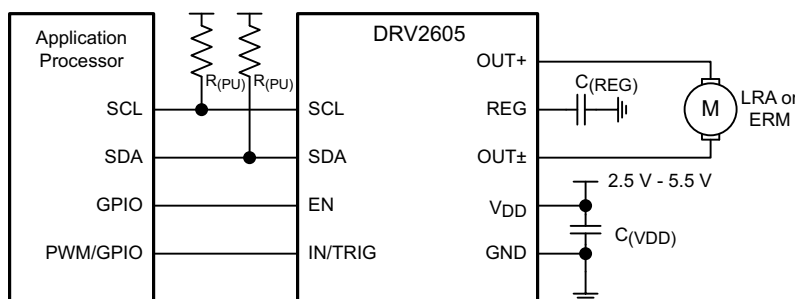 Application
Processor
DRV2605
R(PU)
R(PU)
SCL
SCL
SDA
SDA
GPIO
EN
PWM/GPIO
IN/TRIG
OUT+
REG
C(REG)
OUT±
M
LRA or
ERM
2.5 V - 5.5 V
VDD
C(VDD)
GND